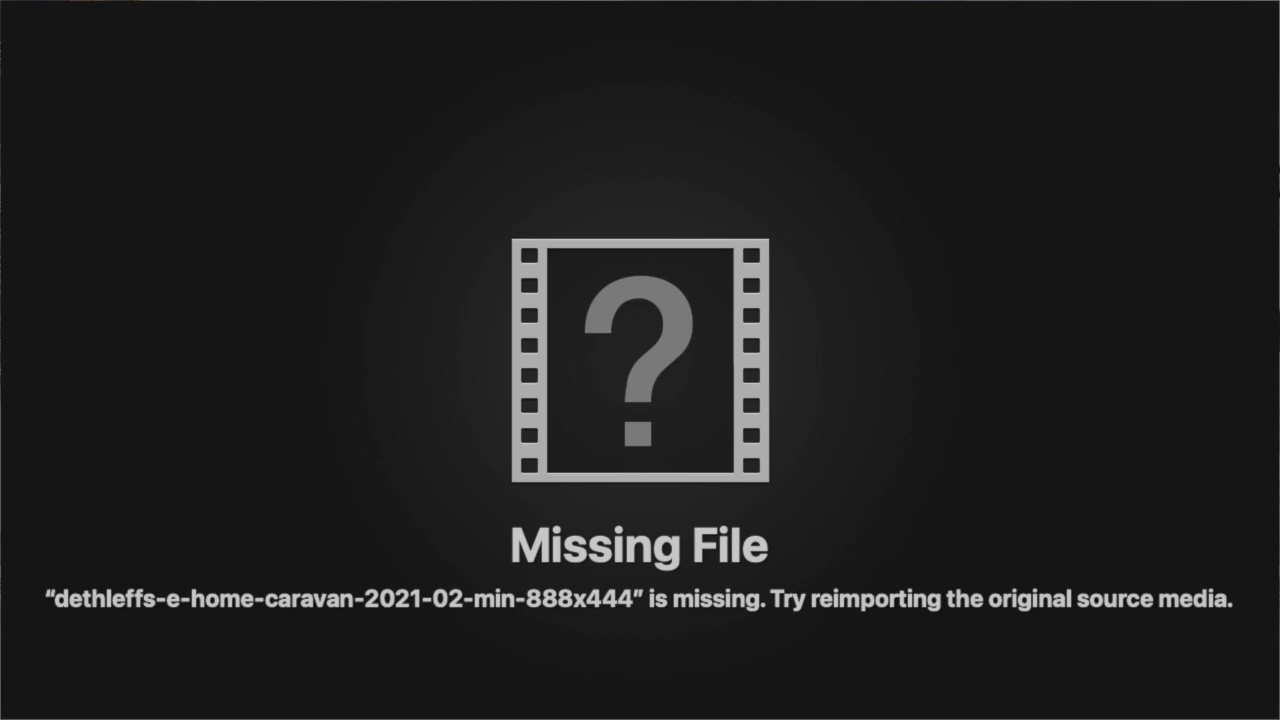 ?
Missing File
“dethleffs-e-home-caravan-2021-02-min-888x444” is missing. Try reimporting the original source media.